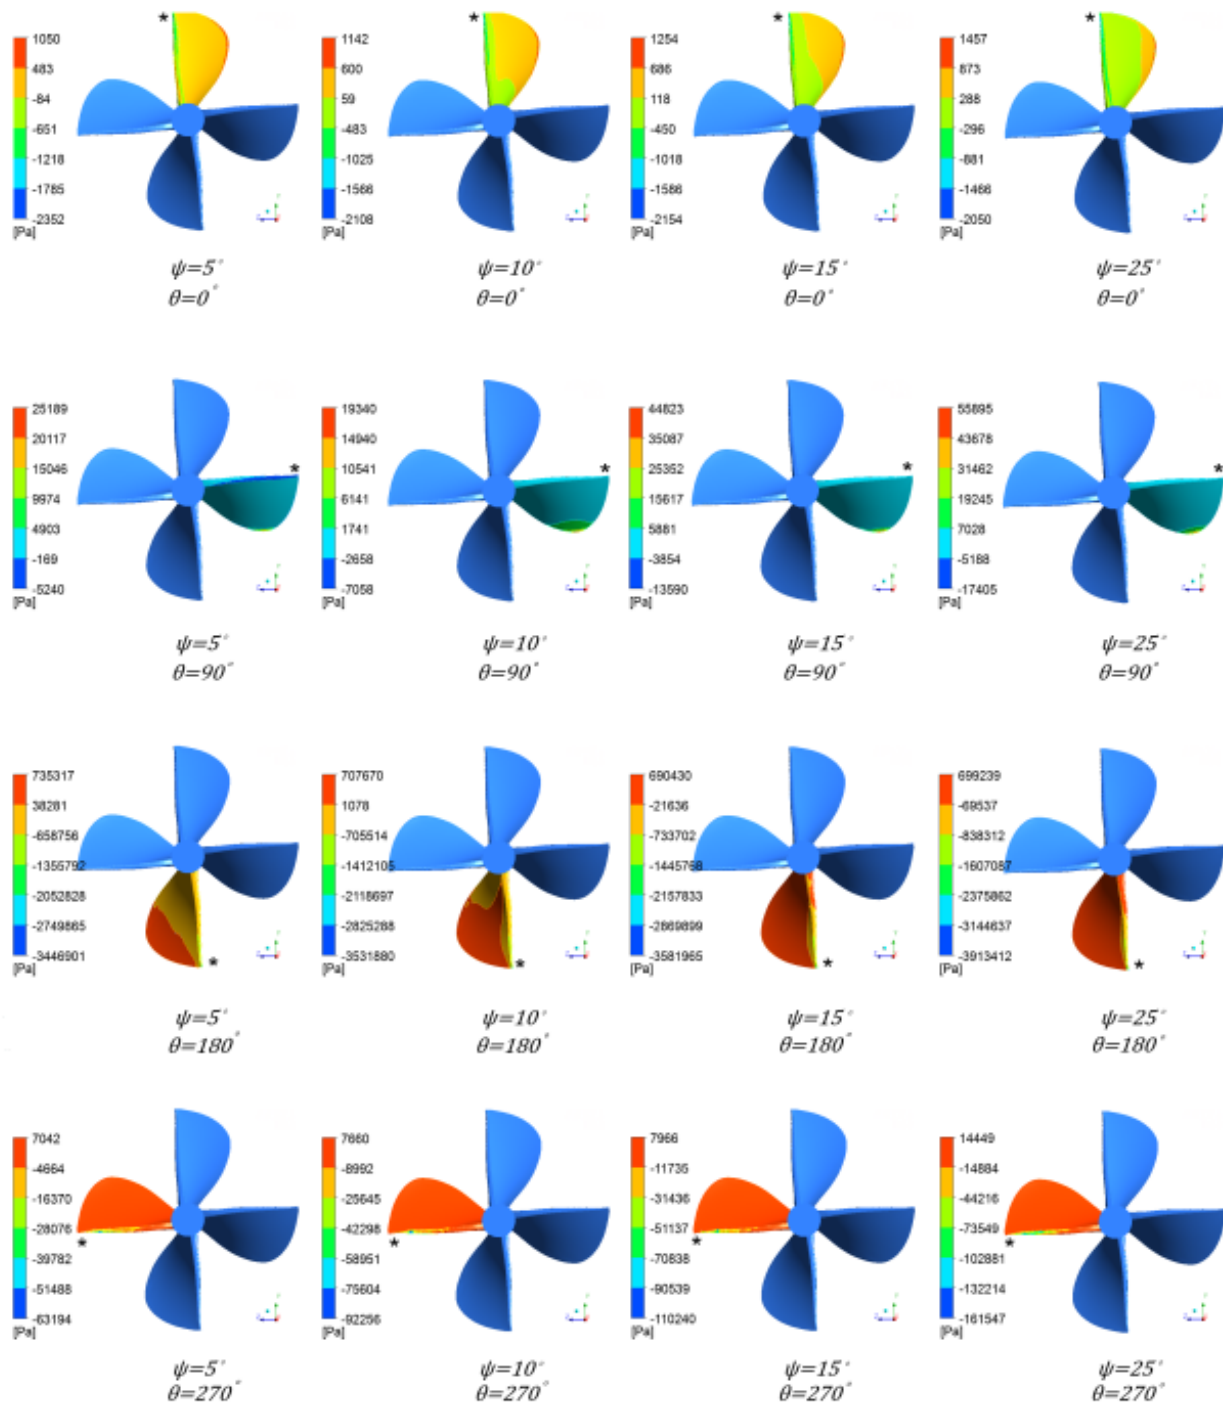 * * * *
1050 1142 1254 1457
483 600 686 873
-84 59 118 288
-651 -483 -450 -296
-1218 -1025 -1018 -881
-1785 -1566 -1586 -1466
-2352 -2108 -2154 -2050
[Pa] [Pa] [Pa] [Pa]
ψ=5° ψ=10° ψ=15° ψ=25°
θ=0° θ=0° θ=0° θ=0°
25189 19340 44823 55895
20117 14940 35087 43678
15046 10541 25352 31462
9974 6141 15617 19245
4903 1741 5881 7028
-169 -2658 -3854 -5188
-5240 -7058 -13590 -17405
[Pa] [Pa] [Pa] [Pa]
* * * *
ψ=5° ψ=10° ψ=15° ψ=25°
θ=90° θ=90° θ=90° θ=90°
735317 707670 690430 699239
38281 1078 -21636 -69537
-658756 -705514 -733702 -838312
-1355792 -1412105 -1445768 -1607087
-2052828 -2118697 -2157833 -2375862
-2749865 -2825288 -2869899 -3144637
-3446901 -3531880 -3581965 -3913412
[Pa] [Pa] [Pa] [Pa]
* * * *
ψ=5° ψ=10° ψ=15° ψ=25°
θ=180° θ=180° θ=180° θ=180°
7042 7660 7966 14449
-4664 -8992 -11735 -14884
-16370 -25645 -31436 -44216
-28076 -42298 -51137 -73549
-39782 -58951 -70838 -102881
-51488 -75604 -90539 -132214
-63194 -92256 -110240 -161547
[Pa] [Pa] [Pa] [Pa]
* * * *
ψ=5° ψ=10° ψ=15° ψ=25°
θ=270° θ=270° θ=270° θ=270°